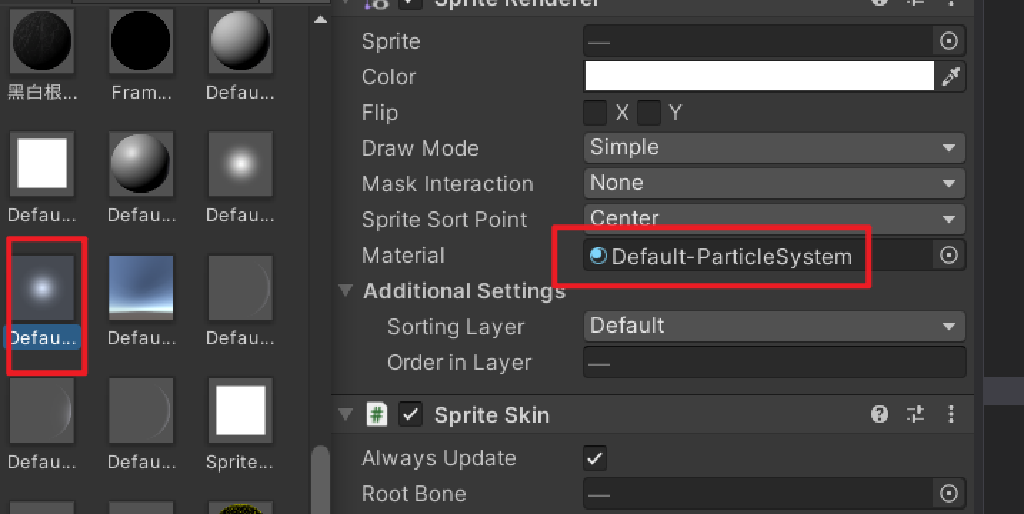 Sprite Renderer
黑白根...
Fram...
Defau...
Defau...
Defau...
Defau...
Defau...
Defau...
Defau...
Defau...
Defau...
Sprite...
Sprite
—
Color
Flip
X
Y
Draw Mode
Simple
Mask Interaction
None
Sprite Sort Point
Center
Material
Default-ParticleSystem
Additional Settings
Sorting Layer
Default
Order in Layer
—
#
Sprite Skin
Always Update
Root Bone
—